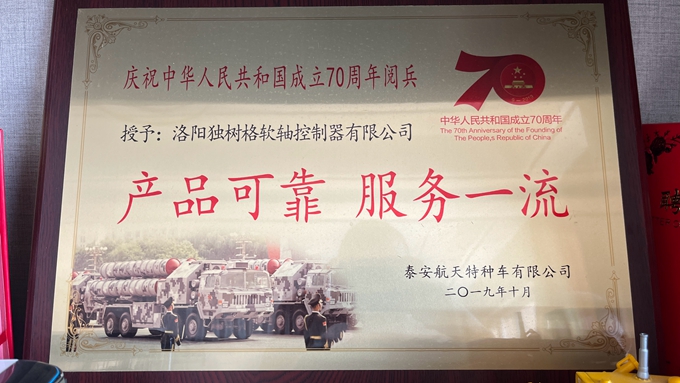 庆祝中华人民共和国成立70周年阅兵
70
中华人民共和国成立70周年
The 70th Anniversary of the Founding of
The People,s Republic of China
授予：洛阳独树格软轴控制器有限公司
产品可靠 服务一流
泰安航天特种车有限公司
二〇一九年十月